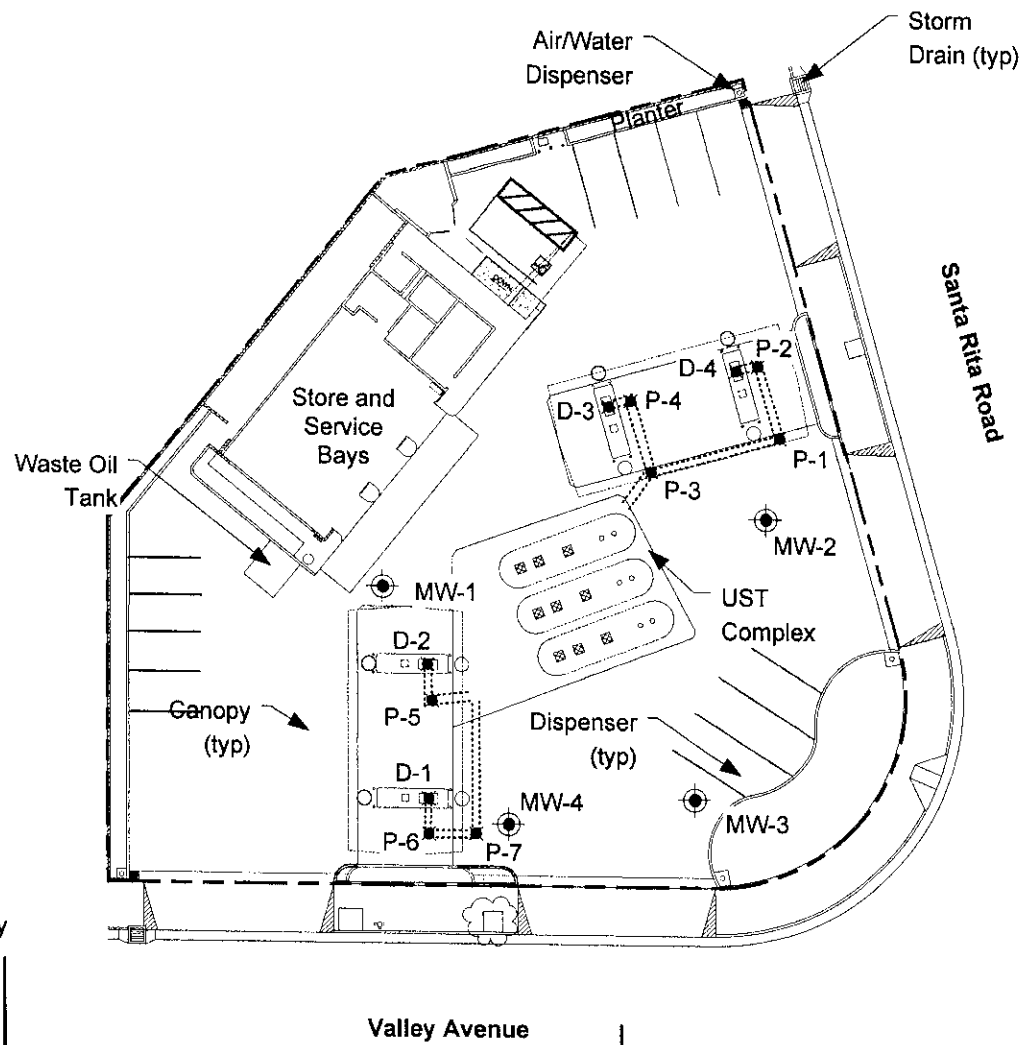 Storm
Drain (typ)
Air/Water
Dispenser
Planter
Santa Rita Road
D-4
P-2
D-3
P-4
P-1
P-3
Store and
Service
Bays
Waste Oil
Tank
MW-2
MW-1
UST
Complex
D-2
P-5
Canopy
(typ)
Dispenser
(typ)
D-1
MW-4
MW-3
P-6
P-7
y
Valley Avenue